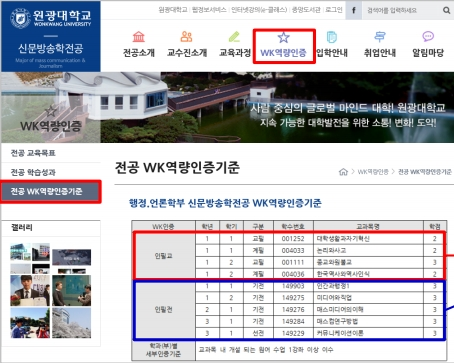 원광대학교 | 웹정보서비스 | 인터넷강의(e-클래스) | 증명도서관 | 로그인
f
검색어를 입력하세요
원광대학교
WONKWANG UNIVERSITY
신문방송학전공
Major of mass communication &
Journalism
전공소개
교수진소개
교육과정
WK역량인증
입학안내
취업안내
알림마당
WK역량인증
사람 중심의 글로벌 마인드 대학! 원광대학교
지속 가능한 대학발전을 위한 소통! 변화! 도약!
전공 교육목표
전공 학습성과
전공 WK역량인증기준
갤러리
전공 WK역량인증기준
WK역량인증 > 전공 WK역량인증기준
행정.언론학부 신문방송학전공 WK역량인증기준
WK인증 학년 학기 구분 학수번호 교과목명 학점
인필교
1 1 교필 001252 대학생활과자기혁신 2
1 1 계필 004033 논리와사고 2
1 2 교필 001111 종교와원불교 3
1 2 계필 004036 한국역사와역사인식 2
인필전
1 1 기전 149903 인간과행정1 3
1 2 기전 149275 미디어와직업 3
2 1 기전 149276 매스미디어의이해 3
3 1 기전 149284 매스컴연구방법 3
3 1 선전 149229 커뮤니케이션이론 3
학과(부)별
세부인증기준
교과목 내 개설 되는 원어 수업 1강좌 이상 이수